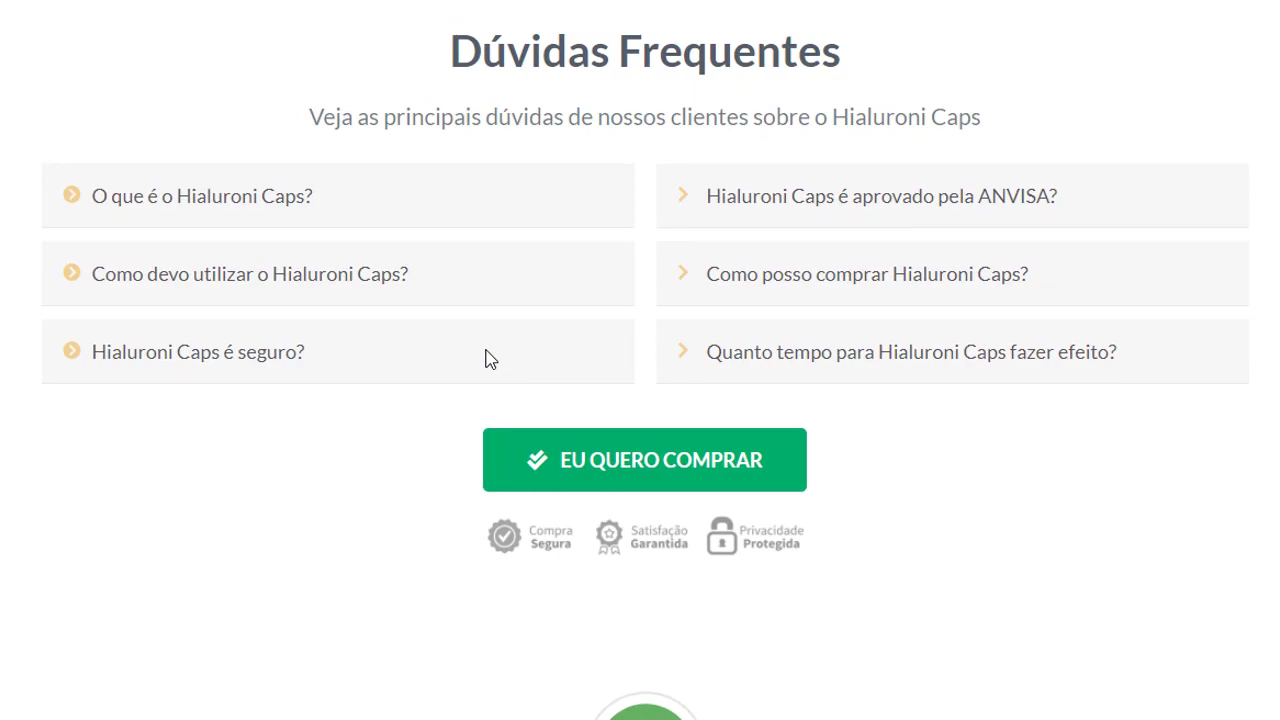 Dúvidas Frequentes
Veja as principais dúvidas de nossos clientes sobre o Hialuroni Caps
O que é o Hialuroni Caps?
Hialuroni Caps é aprovado pela ANVISA?
Como devo utilizar o Hialuroni Caps?
Como posso comprar Hialuroni Caps?
Hialuroni Caps é seguro?
Quanto tempo para Hialuroni Caps fazer efeito?
EU QUERO COMPRAR
Compra
Segura
Satisfação
Garantida
Privacidade
Protegida